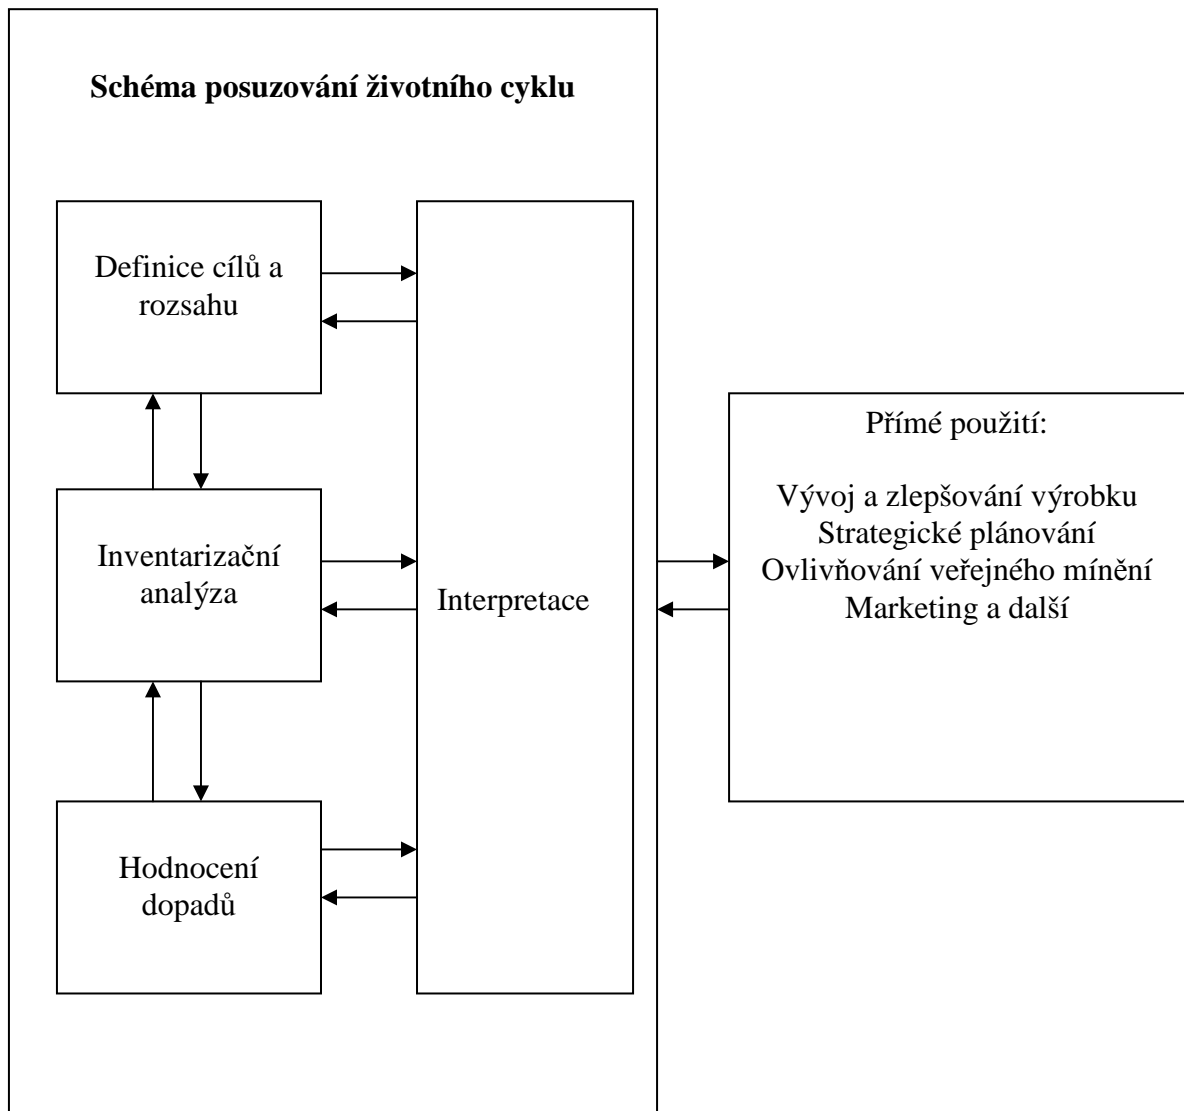 Schéma posuzování životního cyklu
Definice cílů a
rozsahu
Inventarizační
analýza
Hodnocení
dopadů
Interpretace
Přímé použití:
Vývoj a zlepšování výrobku
Strategické plánování
Ovlivňování veřejného mínění
Marketing a další